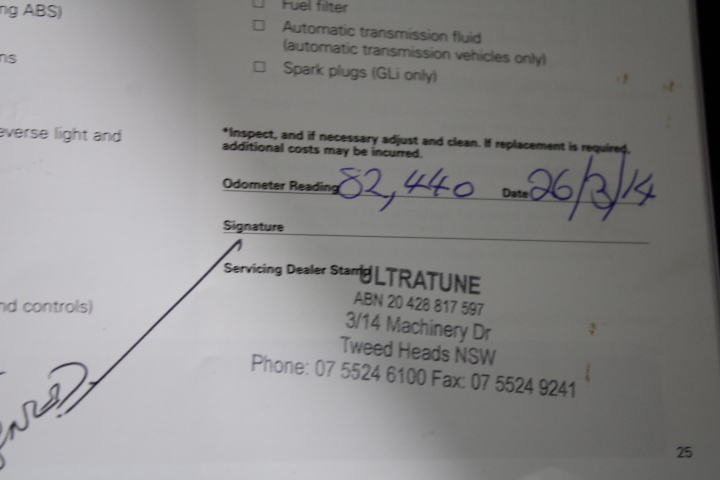 ng ABS)
ns
everse light and
nd controls)
Fuel filter
Automatic transmission fluid
(automatic transmission vehicles only)
Spark plugs (GLi only)
*Inspect, and if necessary adjust and clean. If replacement is required,
additional costs may be incurred.
Odometer Reading 82,440 Date 26/3/14
Signature
Servicing Dealer Stamp ULTRATUNE
ABN 20 428 817 597
3/14 Machinery Dr
Tweed Heads NSW
Phone: 07 5524 6100 Fax: 07 5524 9241
25